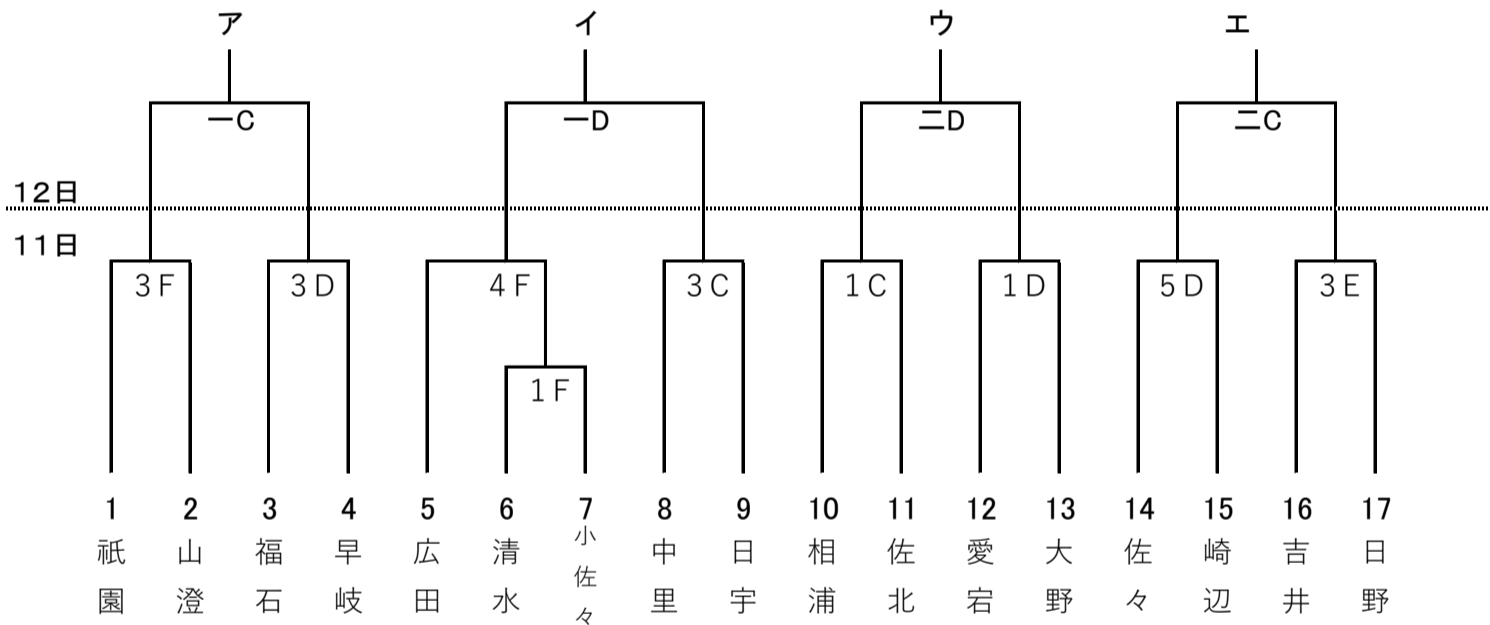 ア イ ウ エ
一C 一D 二D 二C
12日
11日
3F 3D 4F 3C 1C 1D 5D 3E
1F
1 2 3 4 5 6 7 8 9 10 11 12 13 14 15 16 17
祇園
山澄
福石
早岐
広田
清水
小佐々
中里
日宇
相浦
佐北
愛宕
大野
佐々
崎辺
吉井
日野